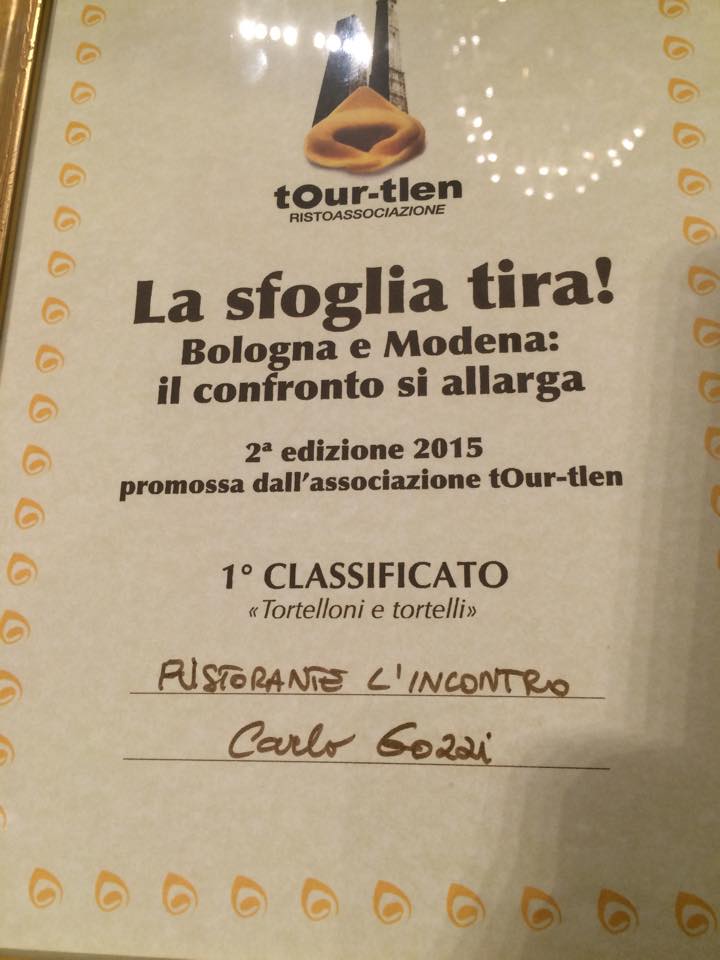 tOur-tlen
RISTOASSOCIAZIONE
La sfoglia tira!
Bologna e Modena:
il confronto si allarga
2ª edizione 2015
promossa dall'associazione tOur-tlen
1° CLASSIFICATO
«Tortelloni e tortelli»
RISTORANTE L'INCONTRO
Carlo Gozzi